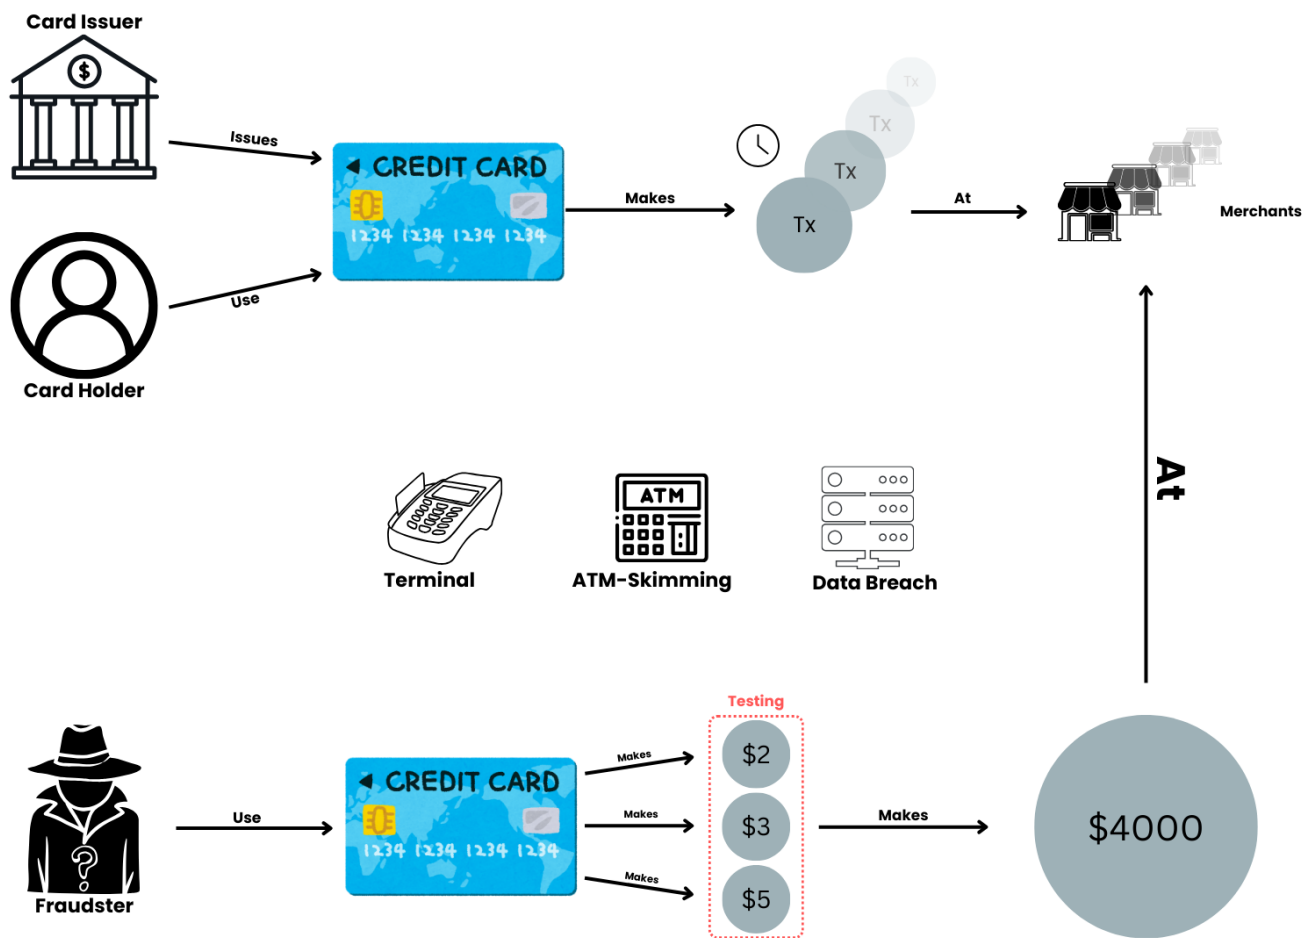 Card Issuer
$
Issues
CREDIT CARD
1234 1234 1234 1234
Use
Card Holder
Makes
Tx
Tx
Tx
Tx
At
Merchants
At
ATM
Terminal
ATM-Skimming
Data Breach
Testing
Fraudster
?
Use
CREDIT CARD
1234 1234 1234 1234
Makes
Makes
Makes
$2
$3
$5
Makes
$4000